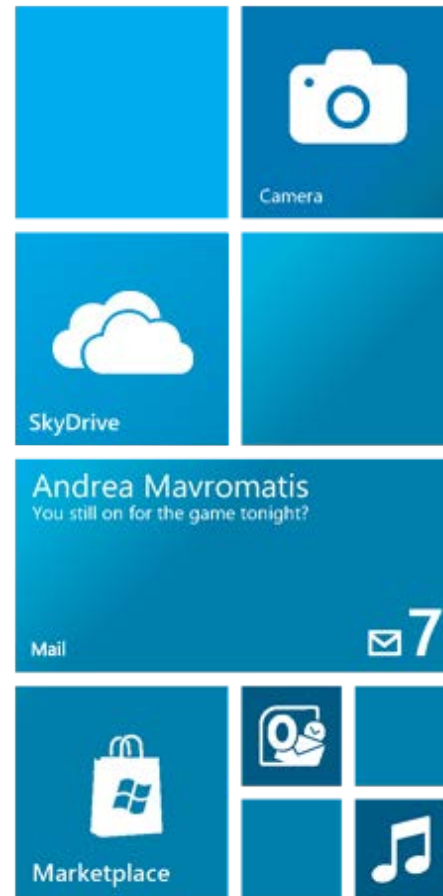 Camera
SkyDrive
Andrea Mavromatis
You still on for the game tonight?
Mail
7
Marketplace